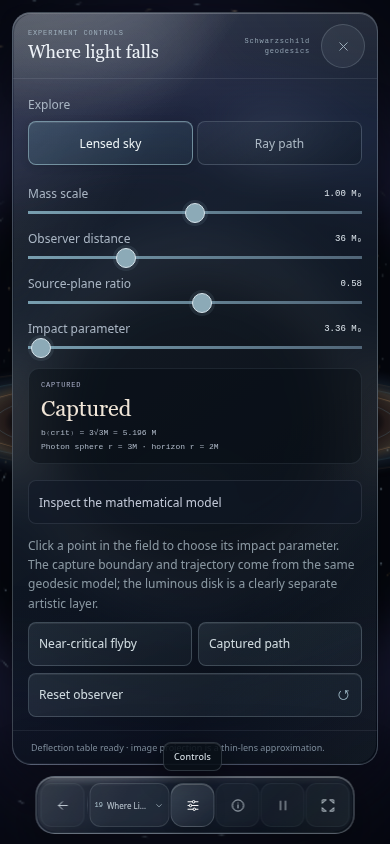 EXPERIMENT CONTROLS
Where light falls
Schwarzschild
geodesics
Explore
Lensed sky
Ray path
Mass scale
1.00 M₀
Observer distance
36 M₀
Source-plane ratio
0.58
Impact parameter
3.36 M₀
CAPTURED
Captured
b₍crit₎ = 3√3M = 5.196 M
Photon sphere r = 3M · horizon r = 2M
Inspect the mathematical model
Click a point in the field to choose its impact parameter.
The capture boundary and trajectory come from the same
geodesic model; the luminous disk is a clearly separate
artistic layer.
Near-critical flyby
Captured path
Reset observer
Deflection table ready · image thin-lens approximation.
Controls
19 Where Li...